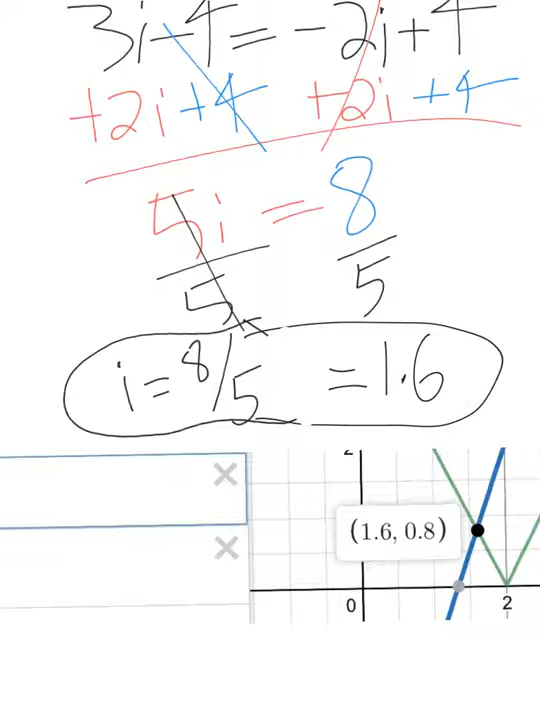 3i-4=-2i+4
+2i+4 +2i+4
5i = 8
5 5
i=8/5 =1.6
2
(1.6, 0.8)
0 2